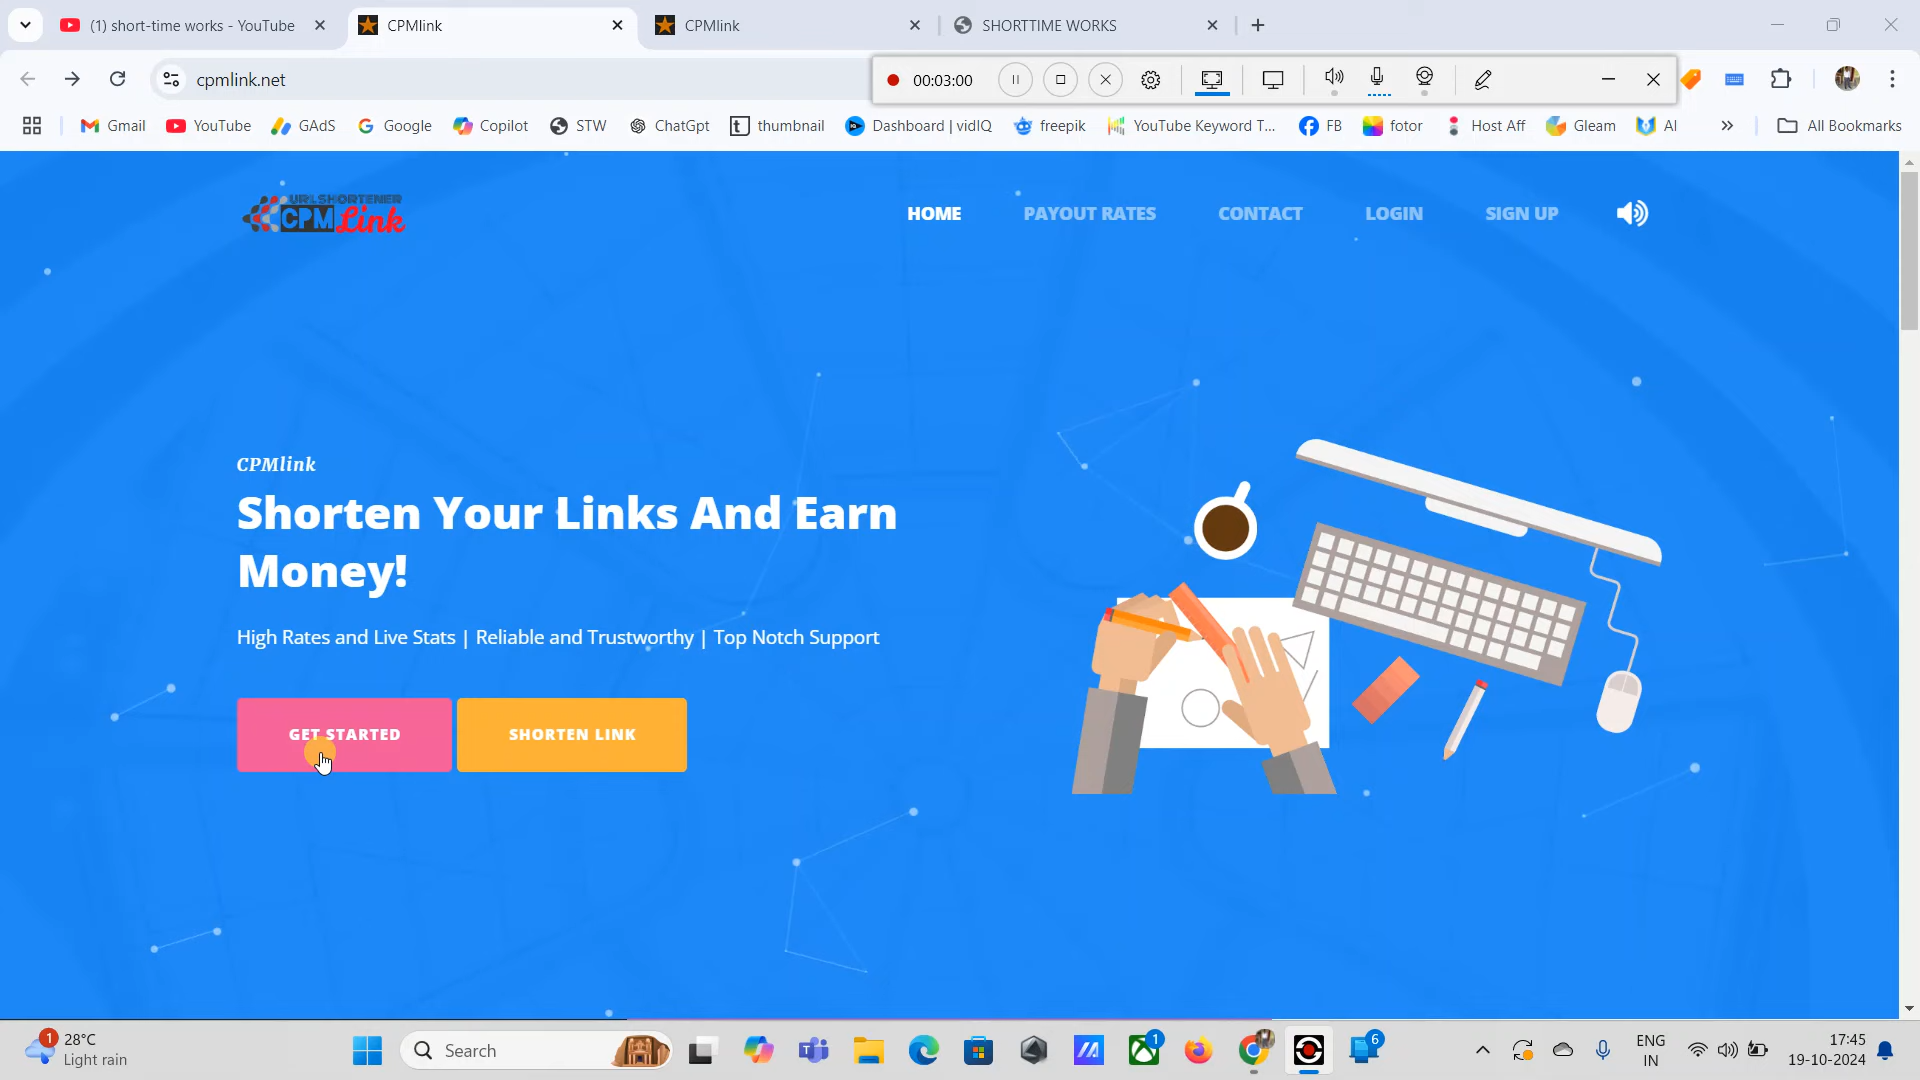 (1) short-time works - YouTube
CPMlink
CPMlink
SHORTTIME WORKS
cpmlink.net
00:03:00
Gmail
YouTube
GAdS
Google
Copilot
STW
ChatGpt
thumbnail
Dashboard | vidIQ
freepik
YouTube Keyword T...
FB
fotor
Host Aff
Gleam
AI
All Bookmarks
URL SHORTENER
CPM Link
HOME
PAYOUT RATES
CONTACT
LOGIN
SIGN UP
CPMlink
Shorten Your Links And Earn
Money!
High Rates and Live Stats | Reliable and Trustworthy | Top Notch Support
GET STARTED
SHORTEN LINK
1
28°C
Light rain
Search
1
6
ENG
IN
17:45
19-10-2024